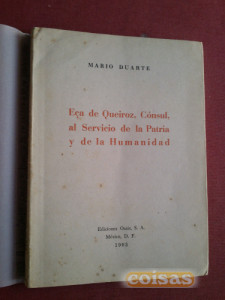 MARIO DUARTE
Eça de Queiroz, Cónsul,
al Servicio de la Patria
y de la Humanidad
Ediciones Oasis, S. A.
México, D. F.
1963
coisas